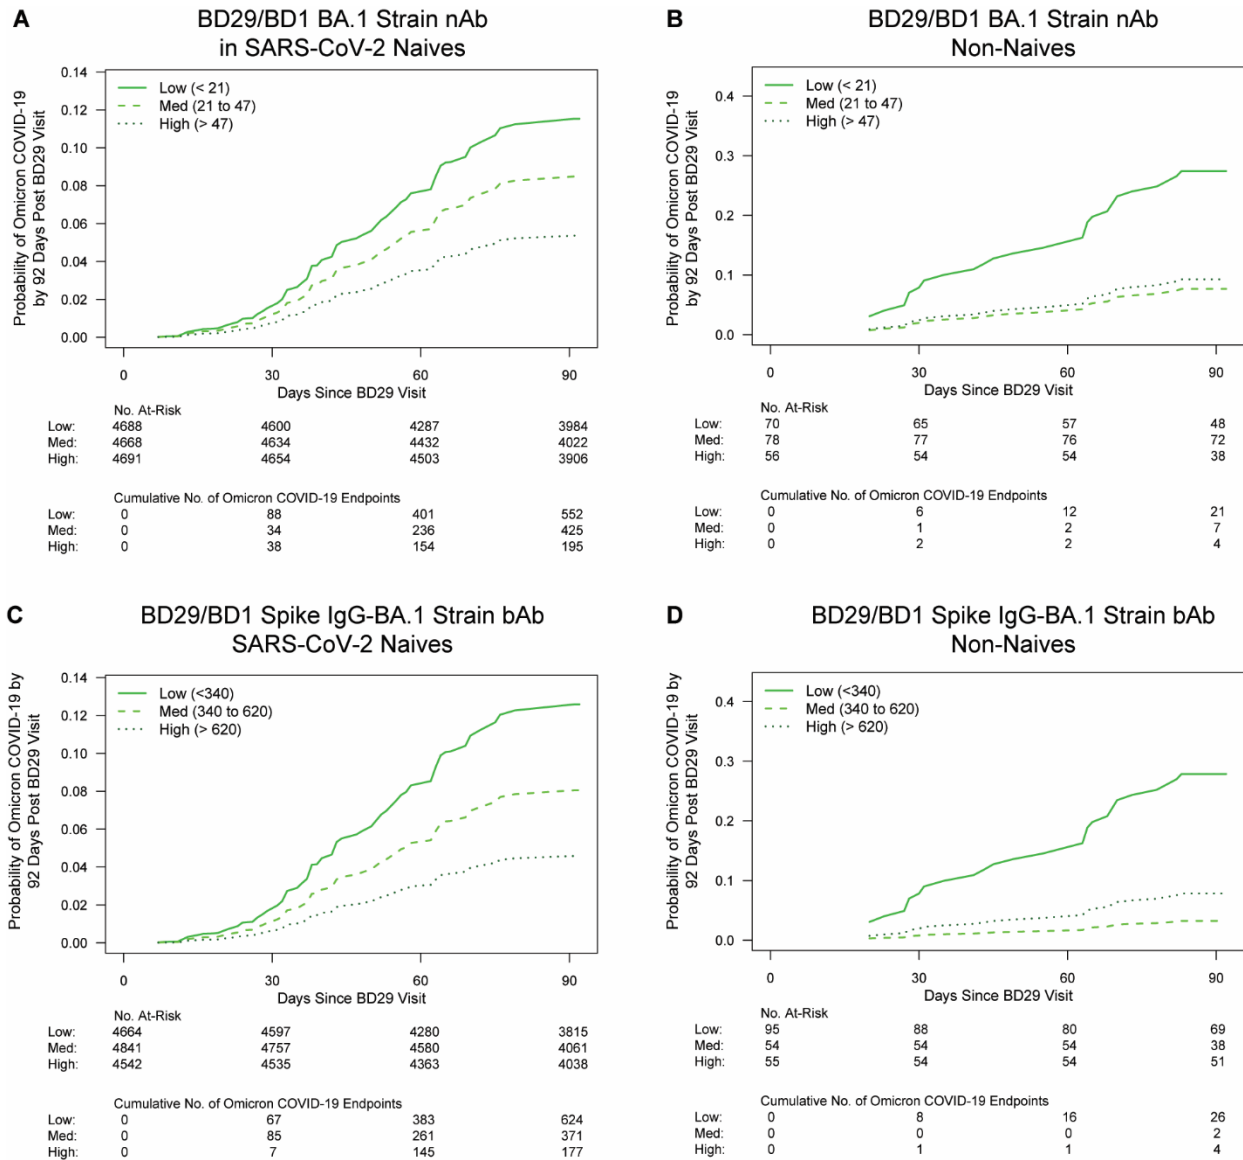 A
BD29/BD1 BA.1 Strain nAb
in SARS-CoV-2 Naives
Probability of Omicron COVID-19
by 92 Days Post BD29 Visit
0.14
0.12
0.10
0.08
0.06
0.04
0.02
0.00
Low (< 21)
Med (21 to 47)
High (> 47)
0 30 60 90
Days Since BD29 Visit
No. At-Risk
Low: 4688 4600 4287 3984
Med: 4668 4634 4432 4022
High: 4691 4654 4503 3906
Cumulative No. of Omicron COVID-19 Endpoints
Low: 0 88 401 552
Med: 0 34 236 425
High: 0 38 154 195
B
BD29/BD1 BA.1 Strain nAb
Non-Naives
Probability of Omicron COVID-19
by 92 Days Post BD29 Visit
0.4
0.3
0.2
0.1
0.0
Low (< 21)
Med (21 to 47)
High (> 47)
0 30 60 90
Days Since BD29 Visit
No. At-Risk
Low: 70 65 57 48
Med: 78 77 76 72
High: 56 54 54 38
Cumulative No. of Omicron COVID-19 Endpoints
Low: 0 6 12 21
Med: 0 1 2 7
High: 0 2 2 4
C
BD29/BD1 Spike IgG-BA.1 Strain bAb
SARS-CoV-2 Naives
Probability of Omicron COVID-19 by
92 Days Post BD29 Visit
0.14
0.12
0.10
0.08
0.06
0.04
0.02
0.00
Low (<340)
Med (340 to 620)
High (> 620)
0 30 60 90
Days Since BD29 Visit
No. At-Risk
Low: 4664 4597 4280 3815
Med: 4841 4757 4580 4061
High: 4542 4535 4363 4038
Cumulative No. of Omicron COVID-19 Endpoints
Low: 0 67 383 624
Med: 0 85 261 371
High: 0 7 145 177
D
BD29/BD1 Spike IgG-BA.1 Strain bAb
Non-Naives
Probability of Omicron COVID-19 by
92 Days Post BD29 Visit
0.4
0.3
0.2
0.1
0.0
Low (<340)
Med (340 to 620)
High (> 620)
0 30 60 90
Days Since BD29 Visit
No. At-Risk
Low: 95 88 80 69
Med: 54 54 54 38
High: 55 54 54 51
Cumulative No. of Omicron COVID-19 Endpoints
Low: 0 8 16 26
Med: 0 0 0 2
High: 0 1 1 4